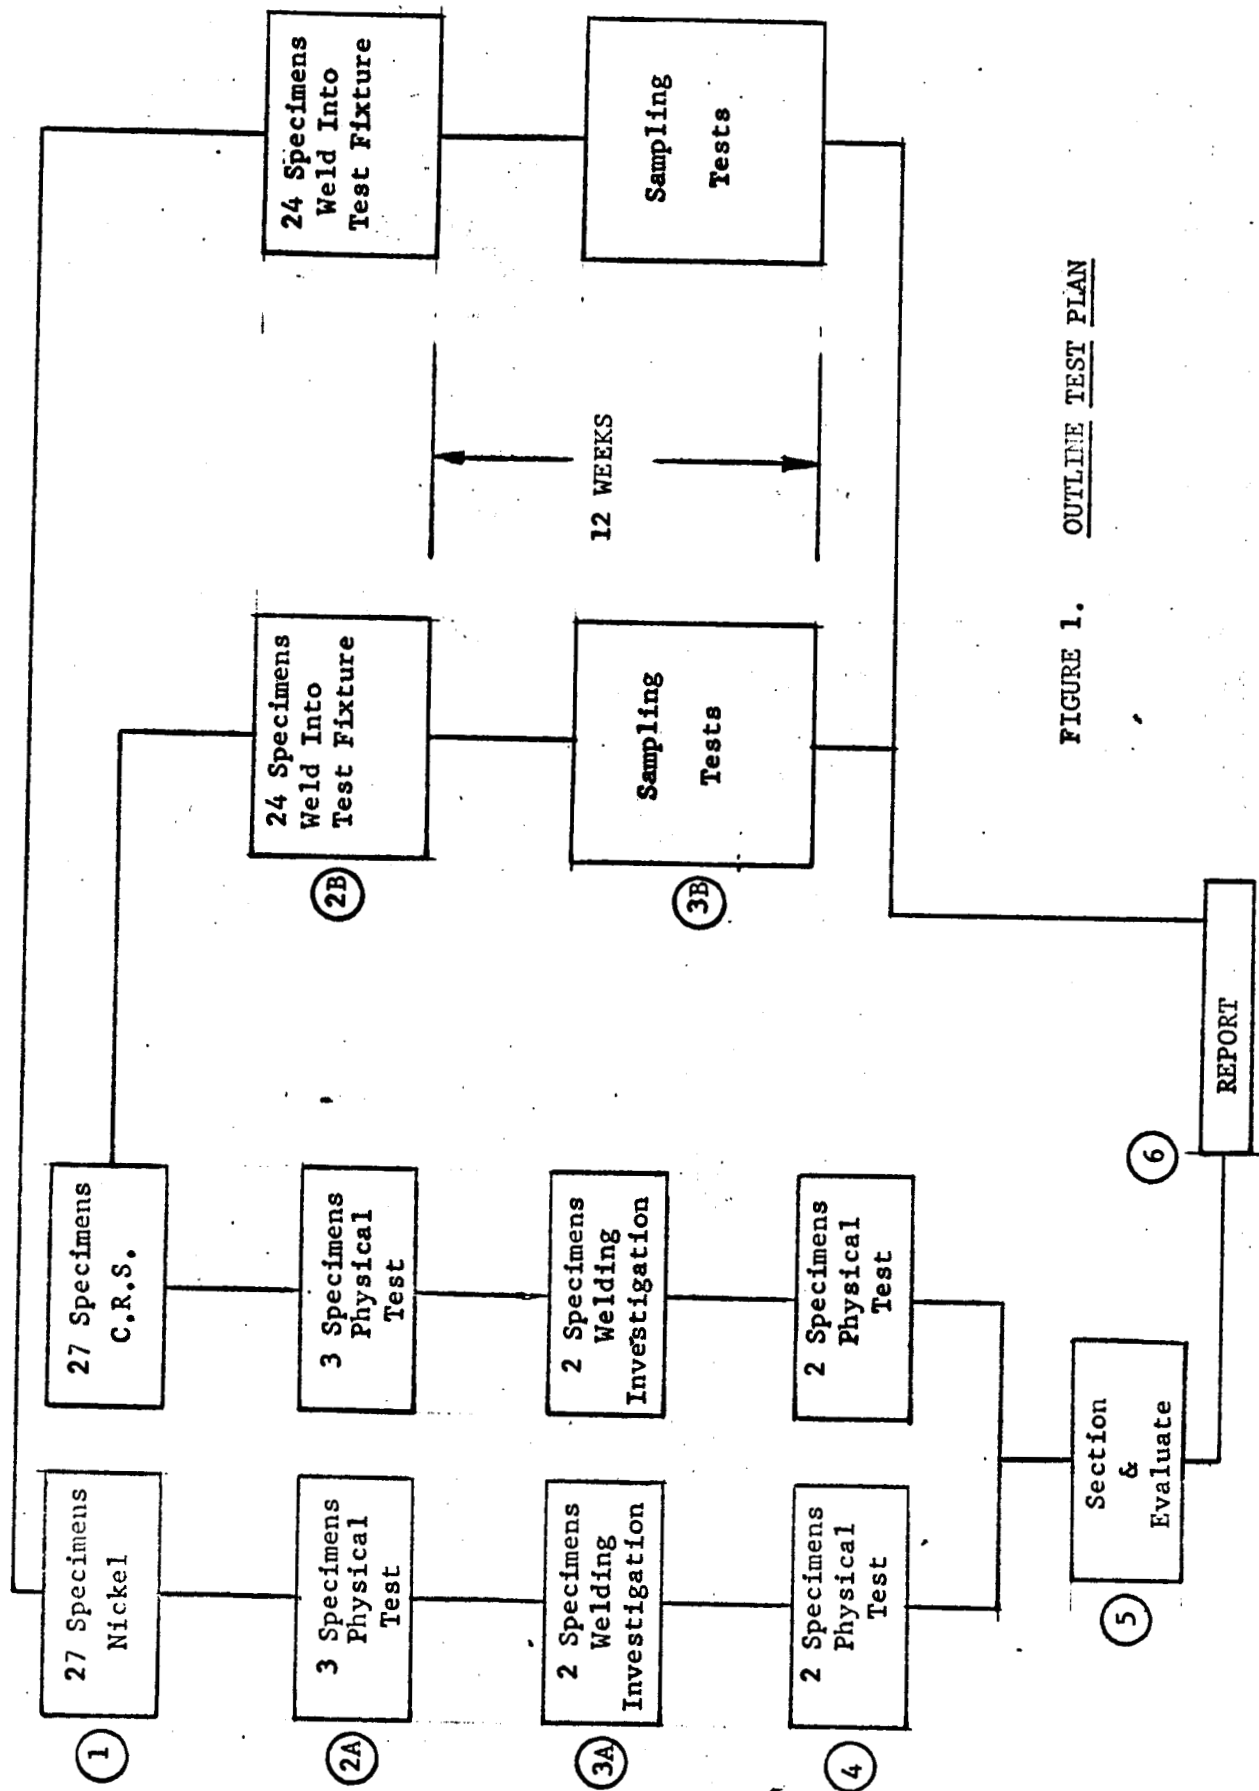 1
27 Specimens
Nickel
27 Specimens
C.R.S.
2A
3 Specimens
Physical
Test
3 Specimens
Physical
Test
2B
24 Specimens
Weld Into
Test Fixture
24 Specimens
Weld Into
Test Fixture
3A
2 Specimens
Welding
Investigation
2 Specimens
Welding
Investigation
3B
Sampling
Tests
12 WEEKS
Sampling
Tests
4
2 Specimens
Physical
Test
2 Specimens
Physical
Test
5
Section
&
Evaluate
6
REPORT
FIGURE 1. OUTLINE TEST PLAN